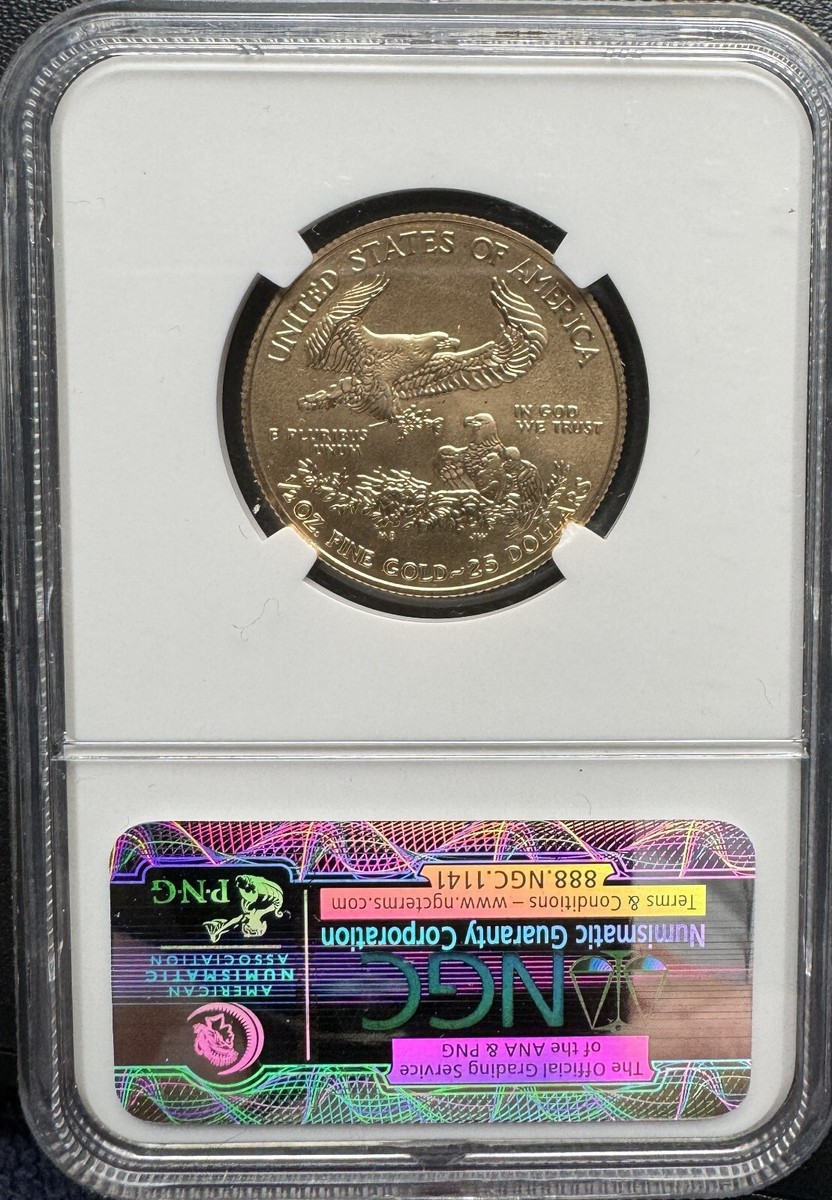 UNITED STATES OF AMERICA
E PLURIBUS
UNUM
IN GOD
WE TRUST
MB
JW
1/2 OZ. FINE GOLD~25 DOLLARS
The Official Grading Service
of the ANA & PNG
NGC
Numismatic Guaranty Corporation
Terms & Conditions – www.ngcterms.com
888.NGC.1141
AMERICAN
NUMISMATIC
ASSOCIATION
P·N·G